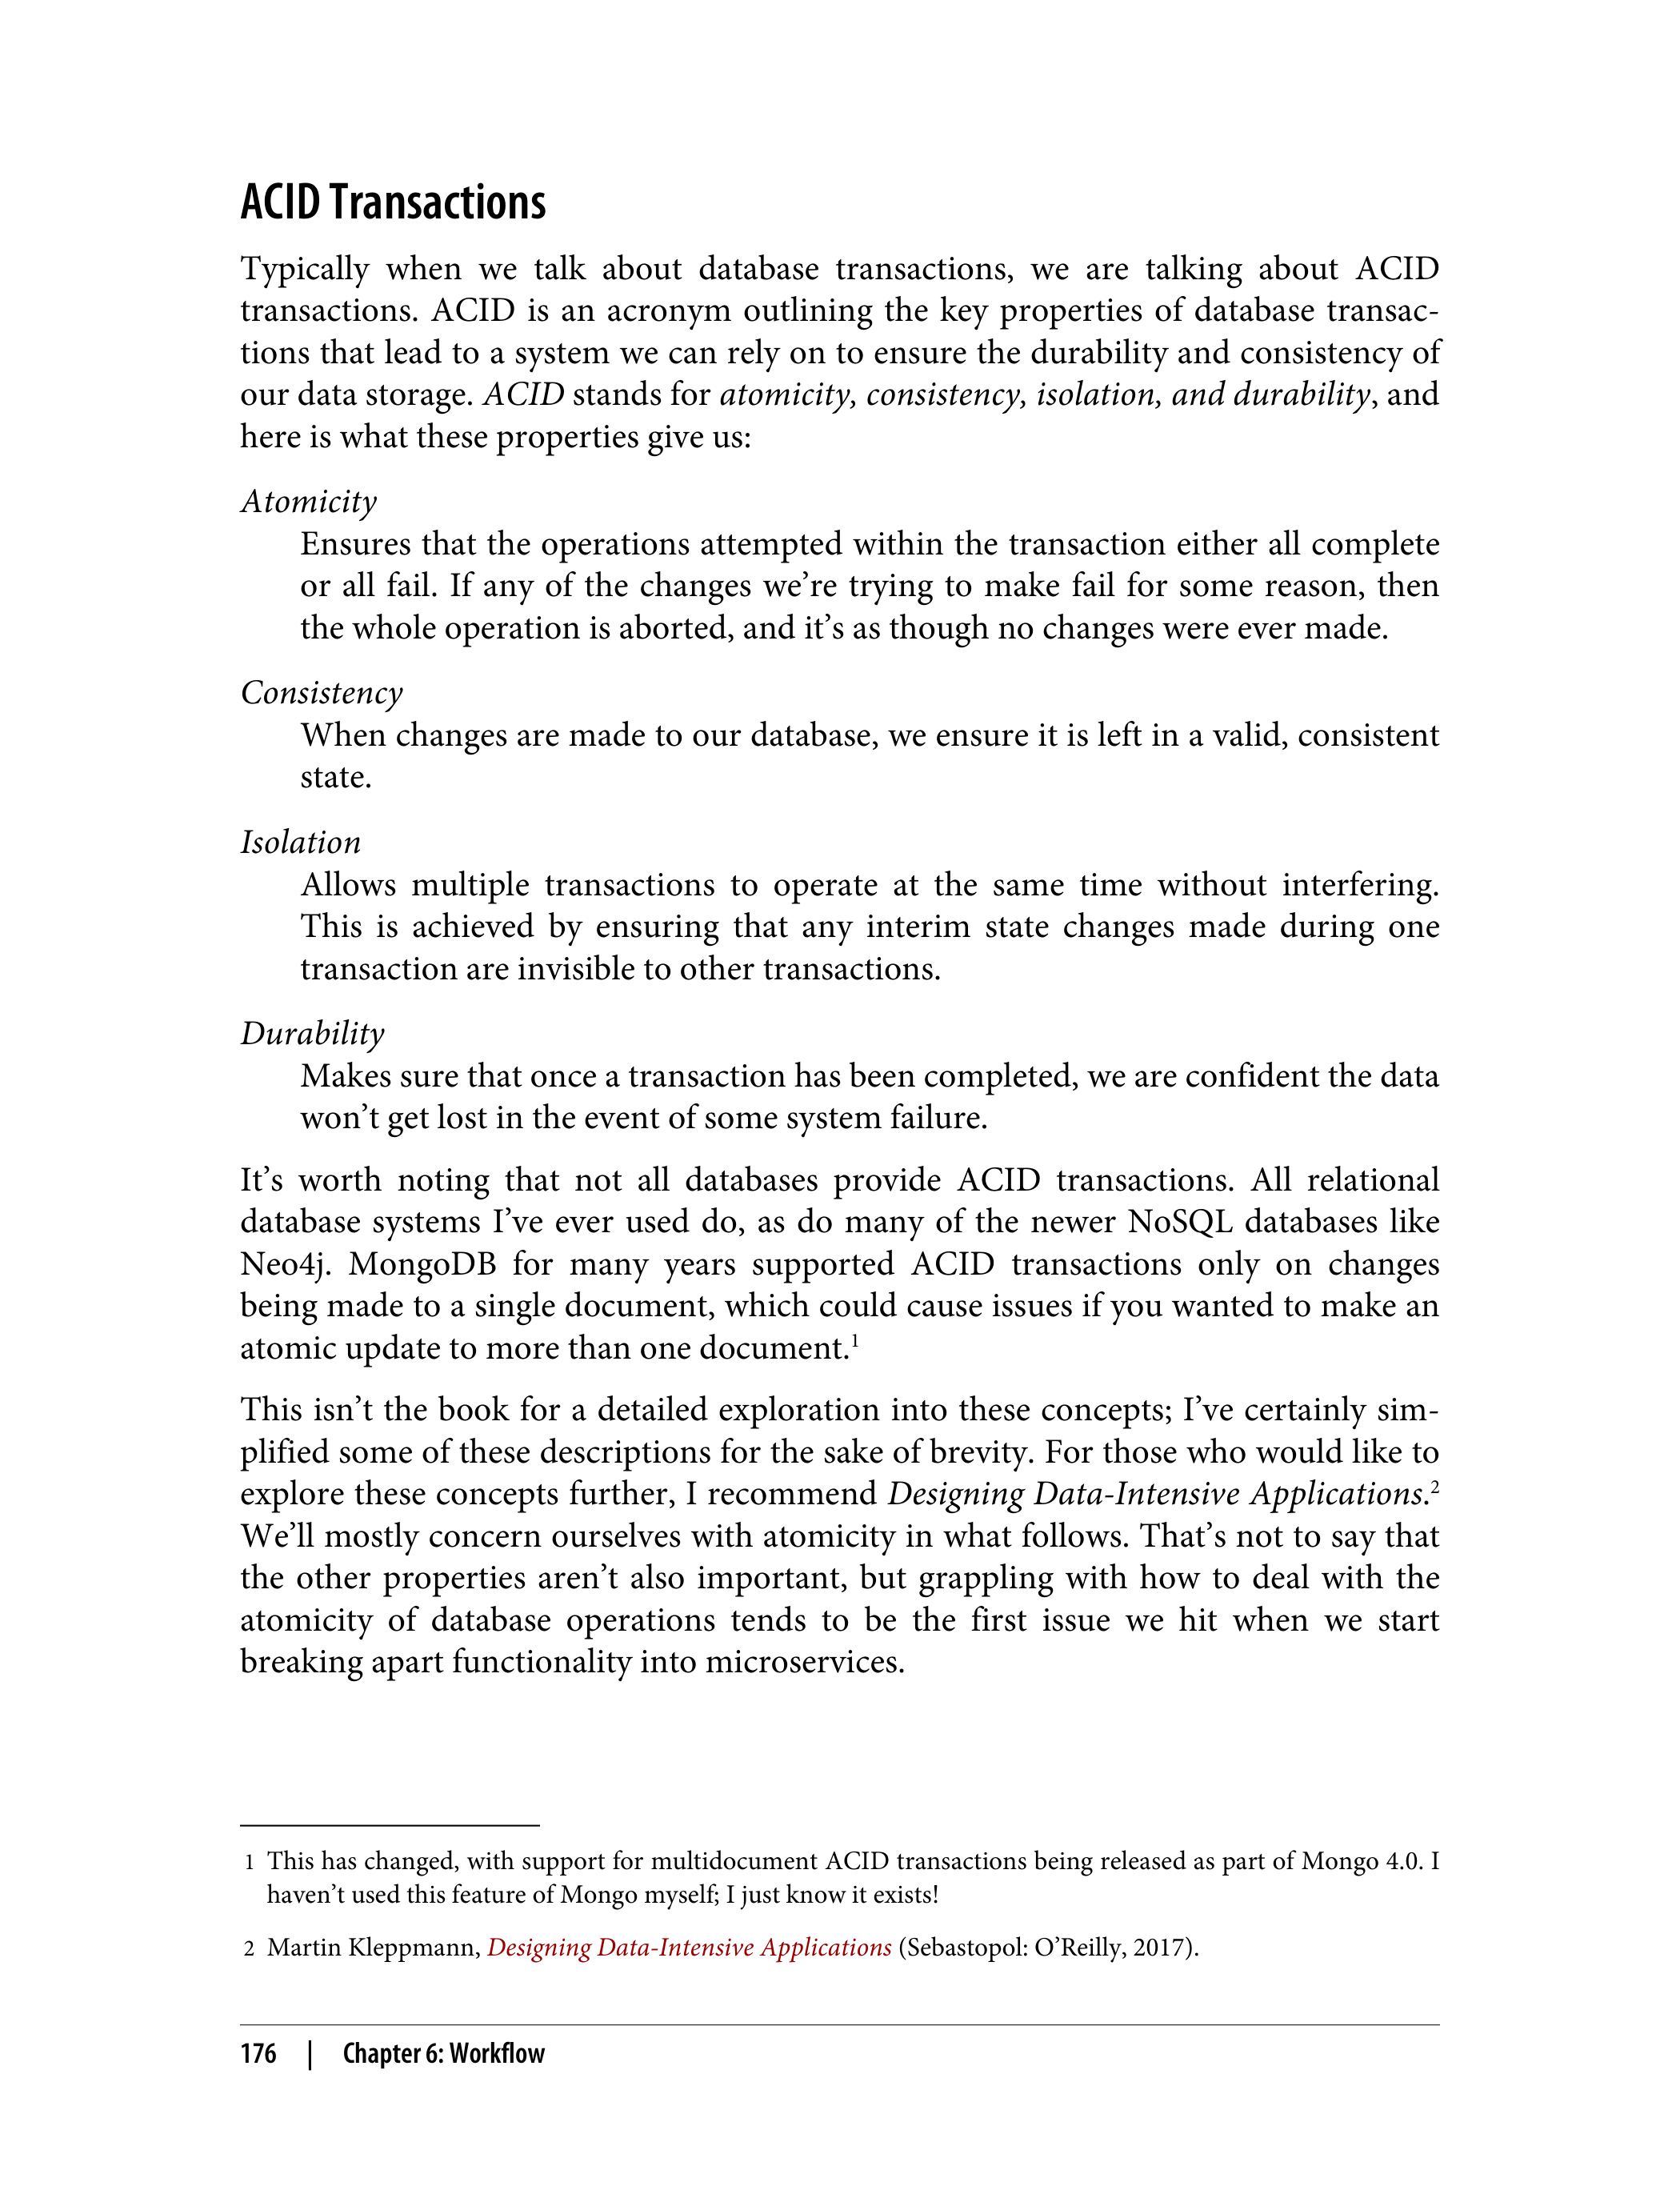 ACID Transactions
Typically when we talk about database transactions, we are talking about ACID
transactions. ACID is an acronym outlining the key properties of database transac-
tions that lead to a system we can rely on to ensure the durability and consistency of
our data storage. ACID stands for atomicity, consistency, isolation, and durability, and
here is what these properties give us:
Atomicity
Ensures that the operations attempted within the transaction either all complete
or all fail. If any of the changes we’re trying to make fail for some reason, then
the whole operation is aborted, and it’s as though no changes were ever made.
Consistency
When changes are made to our database, we ensure it is left in a valid, consistent
state.
Isolation
Allows multiple transactions to operate at the same time without interfering.
This is achieved by ensuring that any interim state changes made during one
transaction are invisible to other transactions.
Durability
Makes sure that once a transaction has been completed, we are confident the data
won’t get lost in the event of some system failure.
It’s worth noting that not all databases provide ACID transactions. All relational
database systems I’ve ever used do, as do many of the newer NoSQL databases like
Neo4j. MongoDB for many years supported ACID transactions only on changes
being made to a single document, which could cause issues if you wanted to make an
atomic update to more than one document.1
This isn’t the book for a detailed exploration into these concepts; I’ve certainly sim-
plified some of these descriptions for the sake of brevity. For those who would like to
explore these concepts further, I recommend Designing Data-Intensive Applications.2
We’ll mostly concern ourselves with atomicity in what follows. That’s not to say that
the other properties aren’t also important, but grappling with how to deal with the
atomicity of database operations tends to be the first issue we hit when we start
breaking apart functionality into microservices.
1 This has changed, with support for multidocument ACID transactions being released as part of Mongo 4.0. I
haven’t used this feature of Mongo myself; I just know it exists!
2 Martin Kleppmann, Designing Data-Intensive Applications (Sebastopol: O’Reilly, 2017).
176 | Chapter 6: Workflow